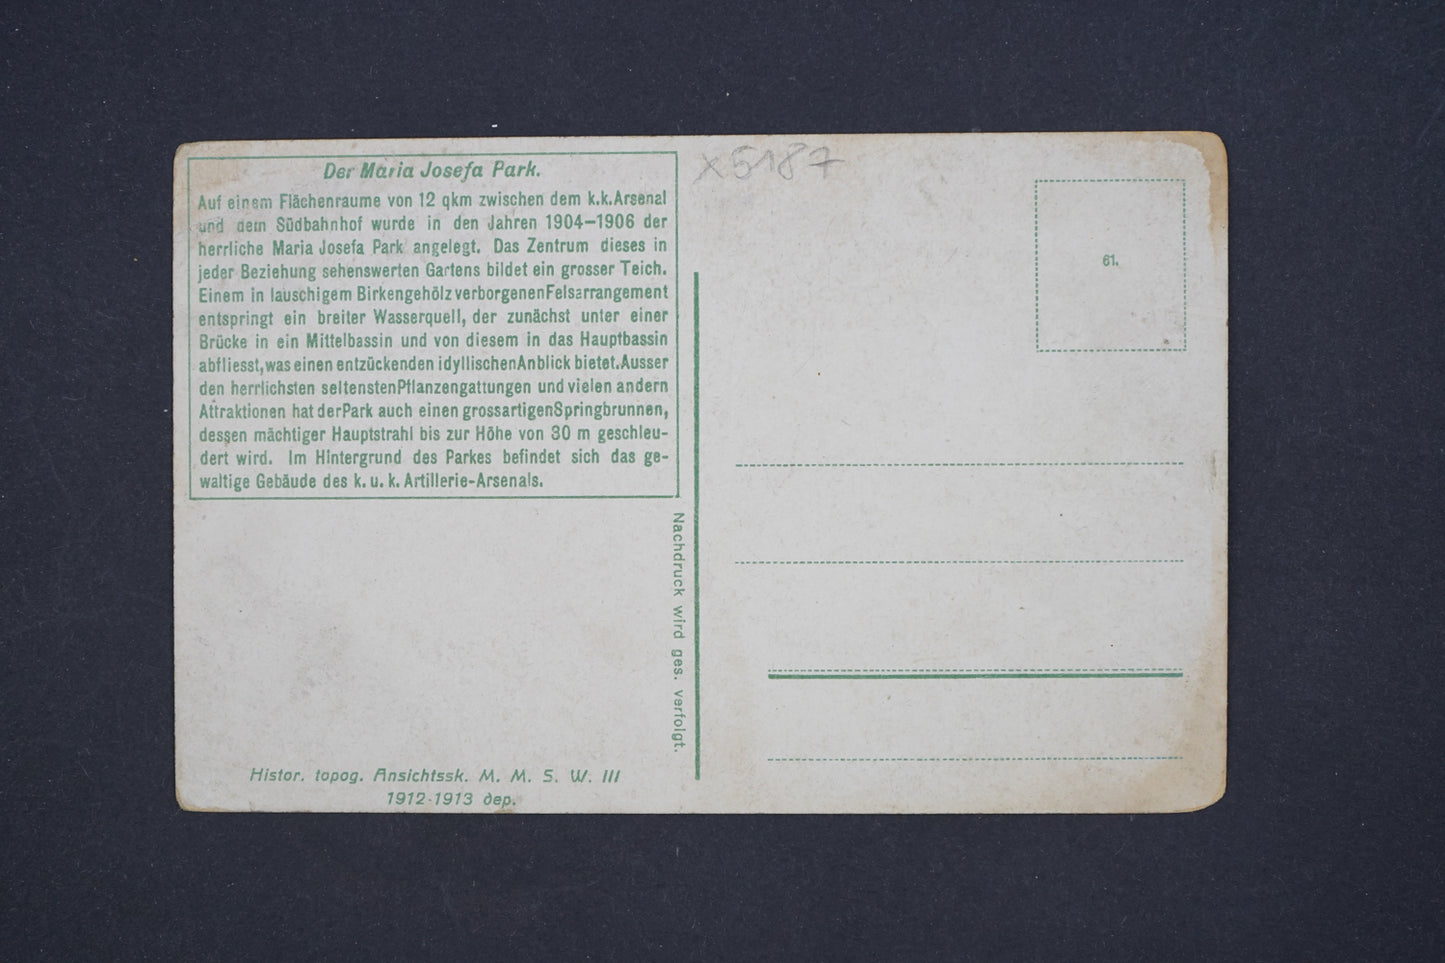 Der Maria Josefa Park.
Auf einem Flächenraume von 12 qkm zwischen dem k.k. Arsenal
und dem Südbahnhof wurde in den Jahren 1904–1906 der
herrliche Maria Josefa Park angelegt. Das Zentrum dieses in
jeder Beziehung sehenswerten Gartens bildet ein grosser Teich.
Einem in lauschigem Birkengehölz verborgenen Felsarrangement
entspringt ein breiter Wasserquell, der zunächst unter einer
Brücke in ein Mittelbassin und von diesem in das Hauptbassin
abfliesst, was einen entzückenden idyllischen Anblick bietet. Ausser
den herrlichsten seltensten Pflanzengattungen und vielen andern
Attraktionen hat der Park auch einen grossartigen Springbrunnen,
dessen mächtiger Hauptstrahl bis zur Höhe von 30 m geschleu-
dert wird. Im Hintergrund des Parkes befindet sich das ge-
waltige Gebäude des k. u. k. Artillerie-Arsenals.
Nachdruck wird ges. verfolgt.
Histor. topog. Ansichtssk. M. M. S. W. III
1912-1913 dep.
x 5187
61.